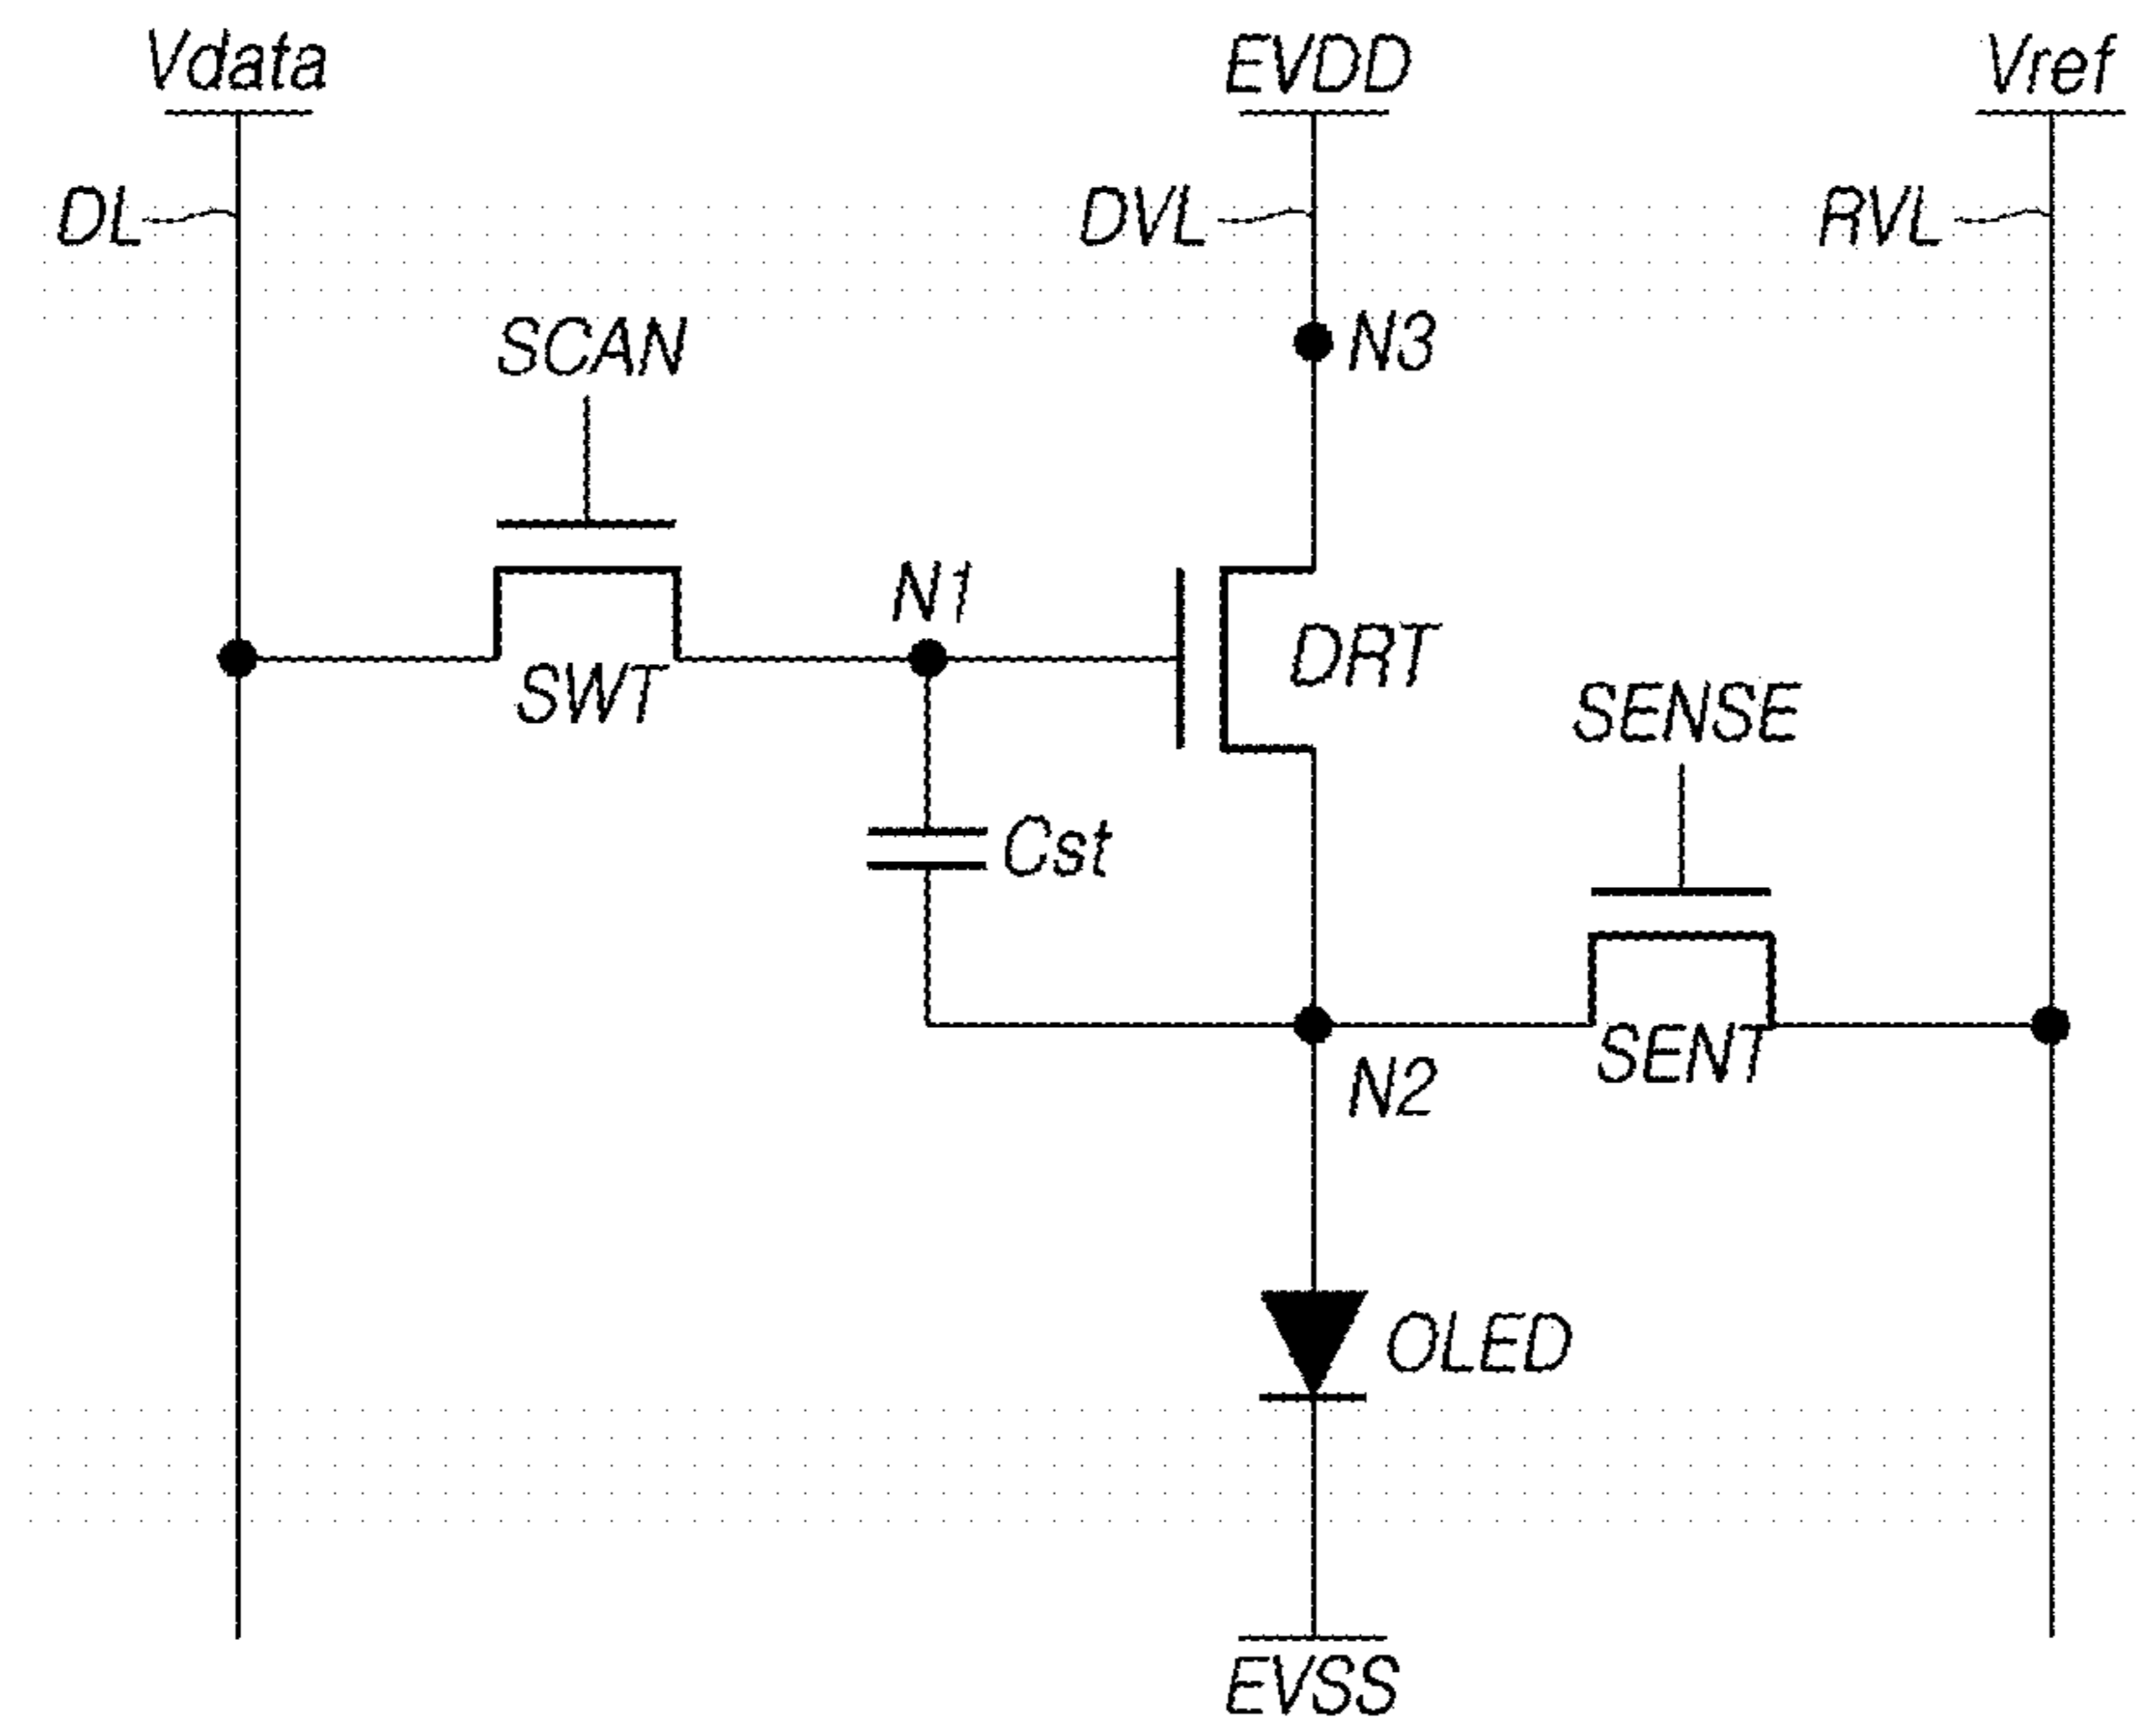 Vdata
EVDD
Vref
DL
DVL
RVL
SCAN
N3
N1
SWT
DRT
SENSE
Cst
SENT
N2
OLED
EVSS